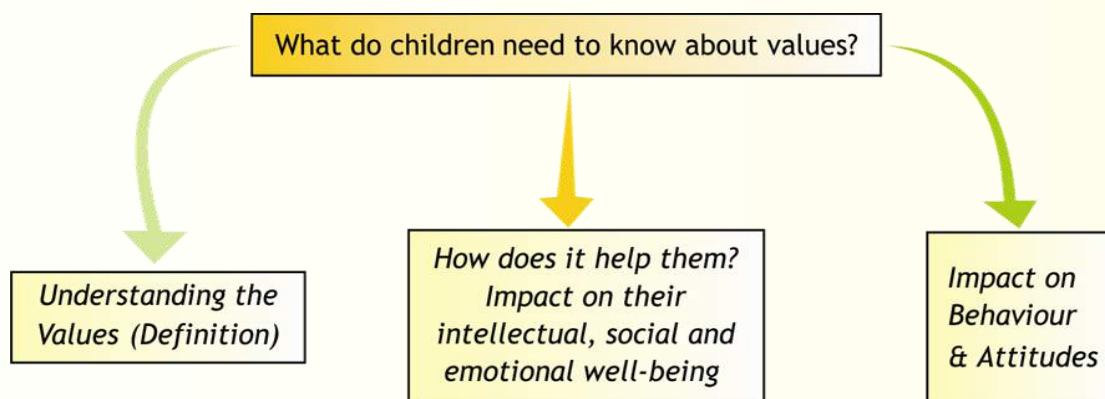 What do children need to know about values?
Understanding the
Values (Definition)
How does it help them?
Impact on their
intellectual, social and
emotional well-being
Impact on
Behaviour
& Attitudes